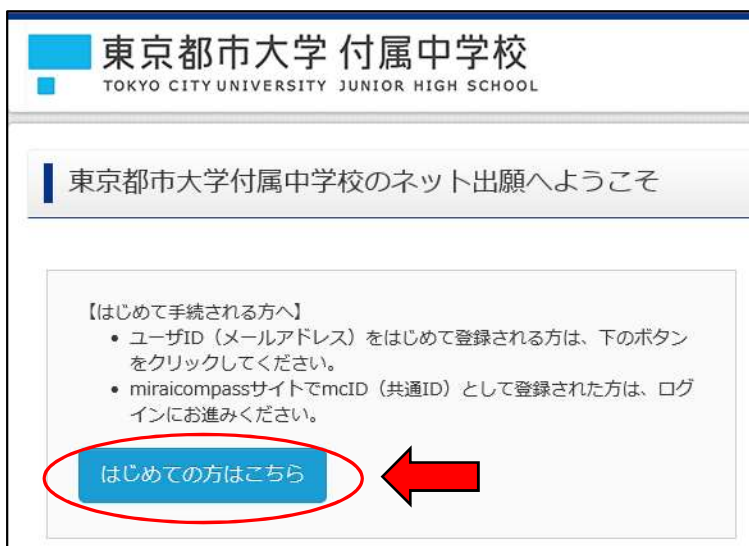 東京都市大学 付属中学校
TOKYO CITY UNIVERSITY JUNIOR HIGH SCHOOL
東京都市大学付属中学校のネット出願へようこそ
【はじめて手続される方へ】
• ユーザID（メールアドレス）をはじめて登録される方は、下のボタン
をクリックしてください。
• miraicompassサイトでmcID（共通ID）として登録された方は、ログ
インにお進みください。
はじめての方はこちら